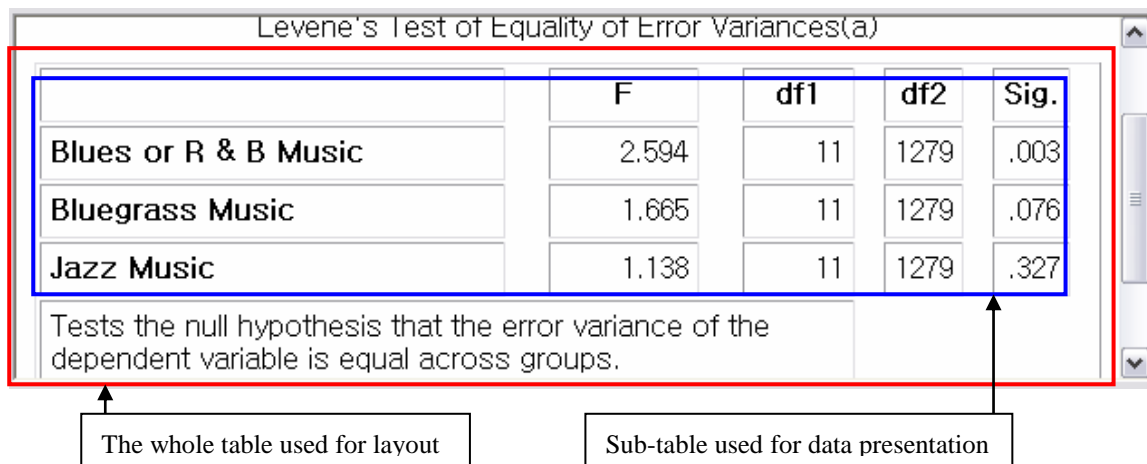 Levene's Test of Equality of Error Variances(a)
F df1 df2 Sig.
Blues or R & B Music 2.594 11 1279 .003
Bluegrass Music 1.665 11 1279 .076
Jazz Music 1.138 11 1279 .327
Tests the null hypothesis that the error variance of the
dependent variable is equal across groups.
The whole table used for layout
Sub-table used for data presentation